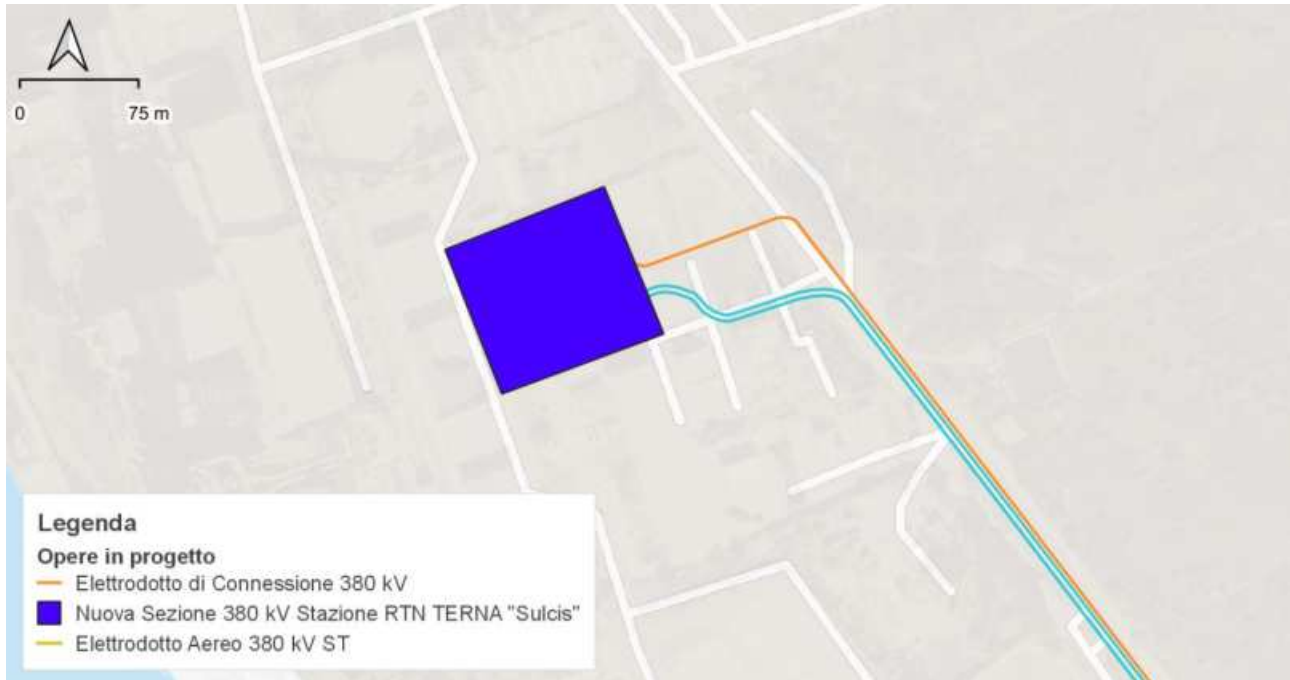 0 75 m
Legenda
Opere in progetto
Elettrodotto di Connessione 380 kV
Nuova Sezione 380 kV Stazione RTN TERNA "Sulcis"
Elettrodotto Aereo 380 kV ST